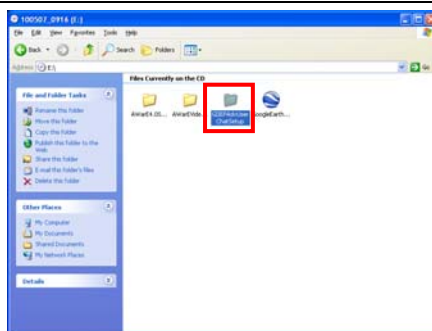 100507_0916 (E:)
File Edit View Favorites Tools Help
Back Search Folders
Address E:\ Go
Files Currently on the CD
File and Folder Tasks
Rename this folder
Move this folder
Copy this folder
Publish this folder to the
Web
Share this folder
E-mail this folder's files
Delete this folder
Other Places
My Computer
My Documents
Shared Documents
My Network Places
Details
ChatSetup
GoogleEarth...